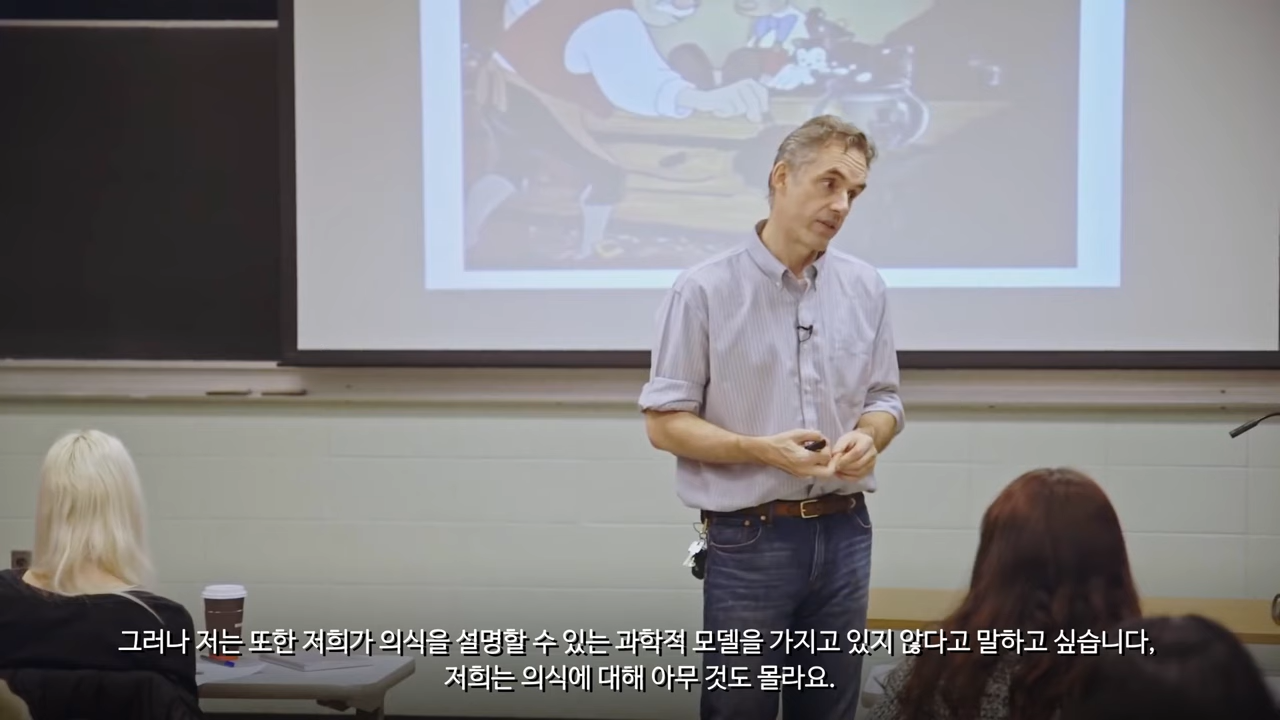 그러나 저는 또한 저희가 의식을 설명할 수 있는 과학적 모델을 가지고 있지 않다고 말하고 싶습니다,
저희는 의식에 대해 아무 것도 몰라요.